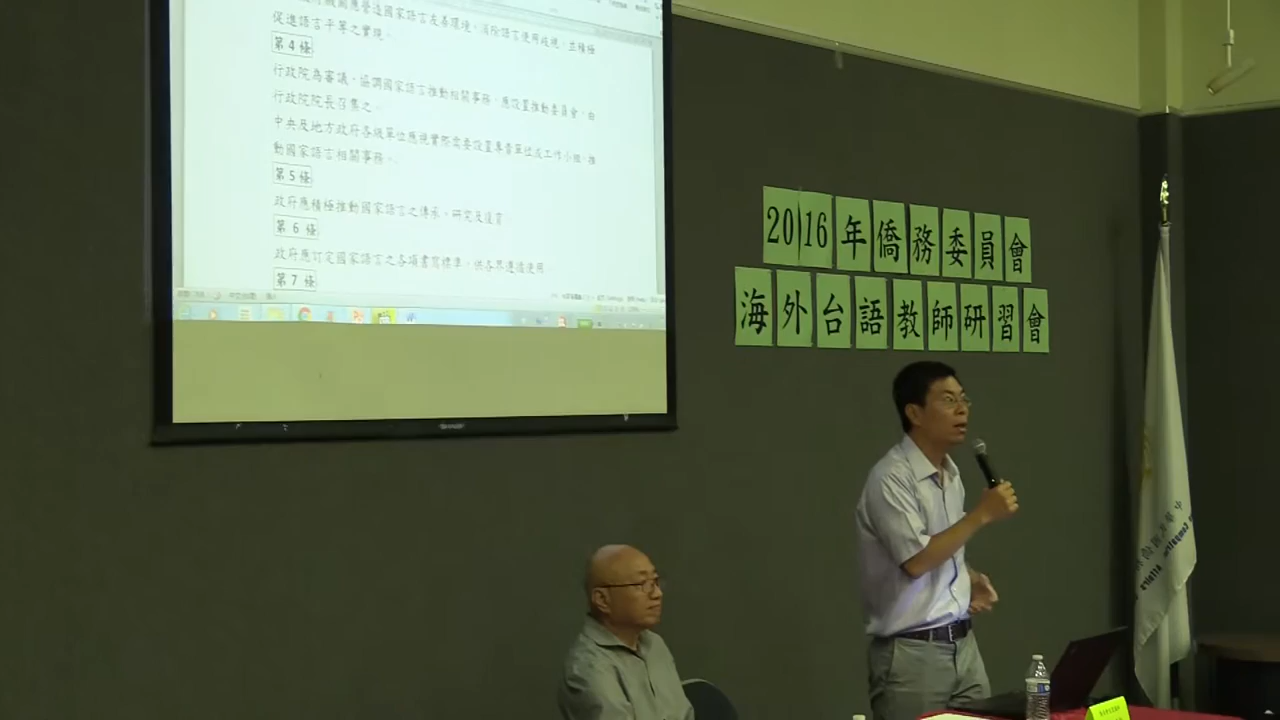 促進語言平等之實現。
第 4 條
行政院為審議、協調國家語言推動相關事務，應設置推動委員會，由
行政院院長召集之。
中央及地方政府各級單位應視實際需要設置專責單位或工作小組，推
動國家語言相關事務。
第 5 條
政府應積極推動國家語言之傳承、研究及復育
第 6 條
政府應訂定國家語言之各項書寫標準，供各界遵循使用
第 7 條
SHARP
2016年僑務委員會
海外台語教師研習會